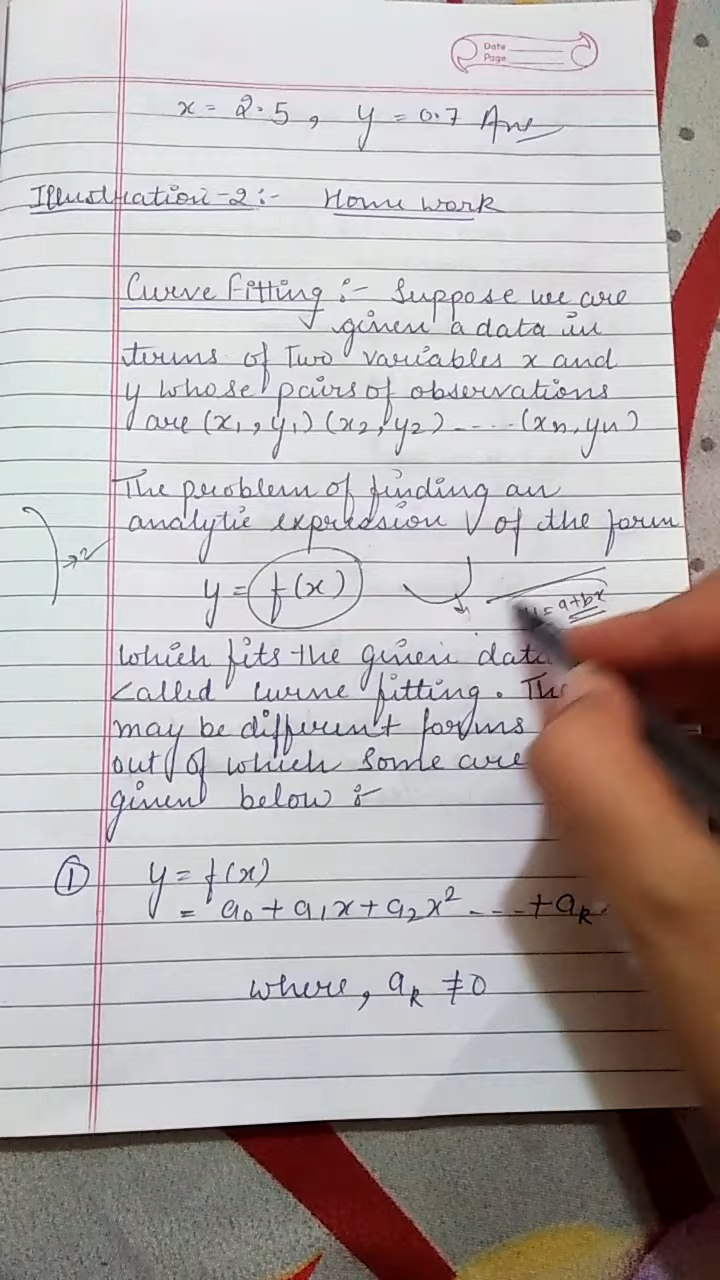 Date
Page
x = 2.5, y = 0.7 Ans
Illustration-2:- Home work
Curve Fitting :- Suppose we are
given a data in
terms of Two variables x and
y whose pairs of observations
are (x₁, y₁) (x₂, y₂) ---- (xn, yn)
The problem of finding an
analytic expression of the form
y = f(x)
y = a+bx
which fits the given data
called curve fitting. The
may be different forms
out of which some are
given below :-
① y = f(x)
= a₀ + a₁x + a₂x² ---- + aₖ
where, aₖ ≠ 0